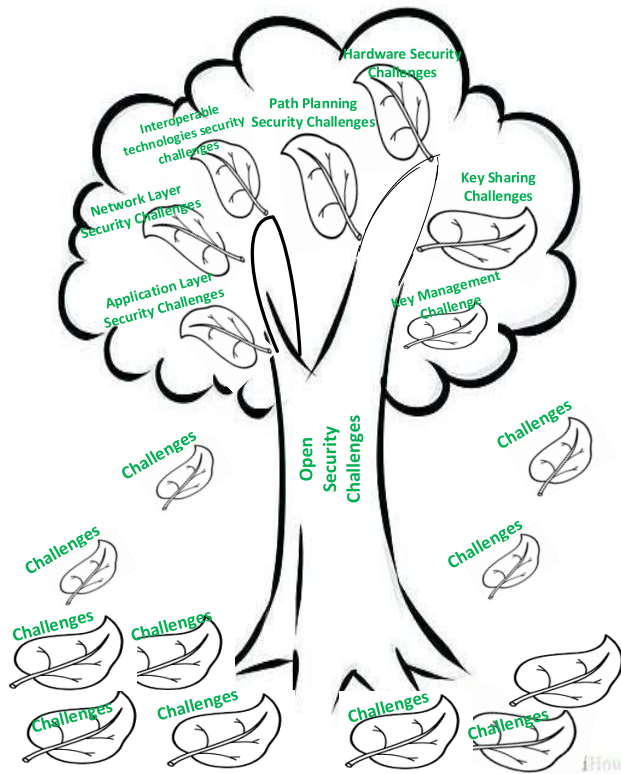 Hardware Security
Challenges
Path Planning
Security Challenges
Interoperable
technologies security
challenges
Key Sharing
Challenges
Network Layer
Security Challenges
Application Layer
Security Challenges
Key Management
Challenge
Open
Security
Challenges
Challenges
Challenges
Challenges
Challenges
Challenges
Challenges
Challenges
Challenges
Challenges
Challenges